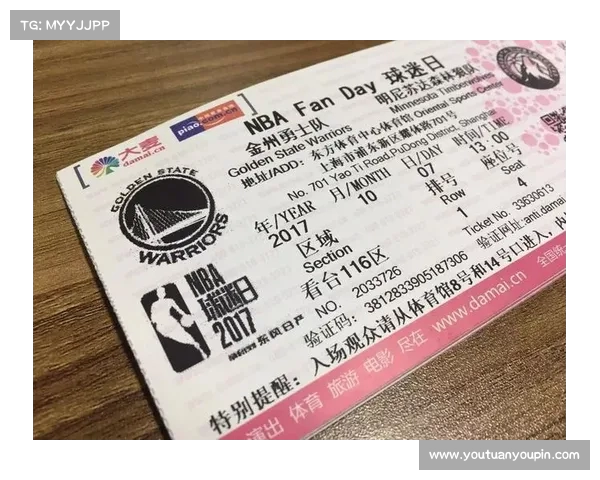 TG: MYYJJPP
大麦
damai.cn
piao.com.cn
NBA Fan Day 球迷日
金州勇士队
明尼苏达森林狼队
Golden State Warriors
Minnesota Timberwolves
地址/ADD: 东方体育中心体育馆 Oriental Sports Center
上海市浦东新区耀体路701号
No. 701 Yao Ti Road,PuDong District, Shanghai
年/YEAR 月/MONTH 日/DAY 时间/TIME
2017 10 07 13:00
区域 排号 座位号
Section Row Seat
看台116区 1 4
NO. 2033726
Ticket No. 33630613
验证码: 3812833905187306
验证网址:anti.damai
特别提醒: 入场观众请从体育馆8号和14号口进入,
演出 体育 旅游 电影 尽在 www.damai.cn
全国统
GOLDEN STATE
WARRIORS
NBA
球迷日
2017
东风日产
www.youtuanyoupin.com